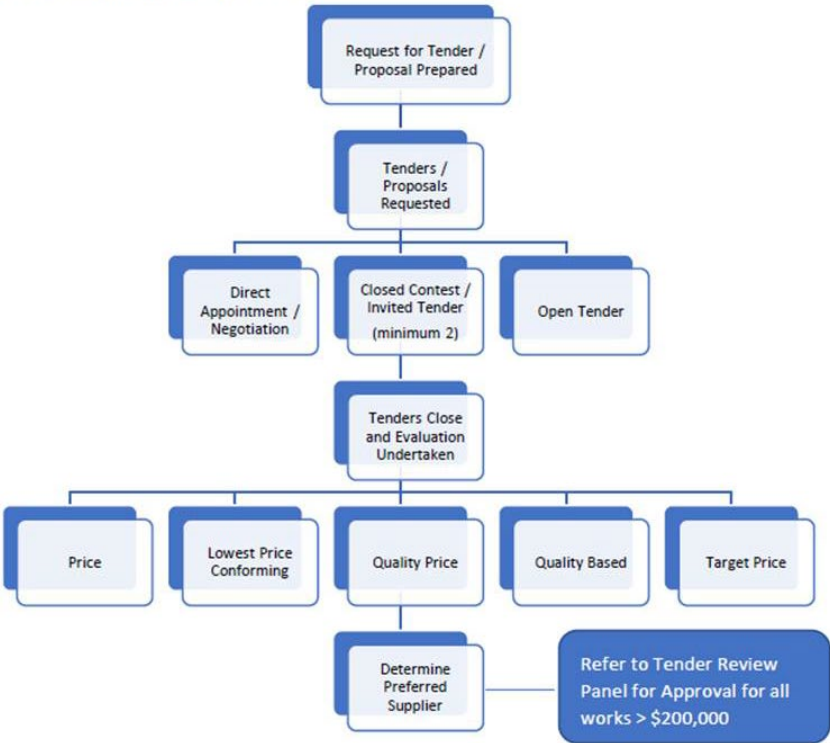 Request for Tender /
Proposal Prepared
Tenders /
Proposals
Requested
Direct
Appointment /
Negotiation
Closed Contest /
Invited Tender
(minimum 2)
Open Tender
Tenders Close
and Evaluation
Undertaken
Price
Lowest Price
Conforming
Quality Price
Quality Based
Target Price
Determine
Preferred
Supplier
Refer to Tender Review
Panel for Approval for all
works > $200,000